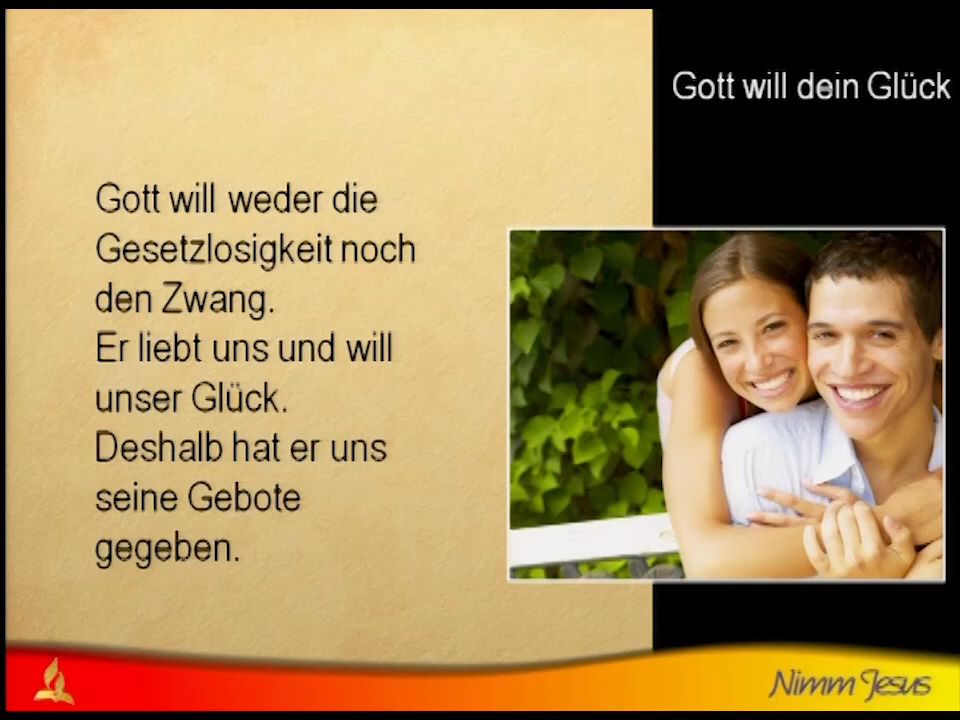 Gott will dein Glück
Gott will weder die
Gesetzlosigkeit noch
den Zwang.
Er liebt uns und will
unser Glück.
Deshalb hat er uns
seine Gebote
gegeben.
Nimm Jesus